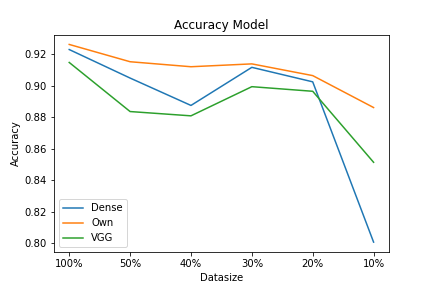 Accuracy Model
0.92
0.90
0.88
0.86
0.84
0.82
0.80
Accuracy
Dense
Own
VGG
100% 50% 40% 30% 20% 10%
Datasize